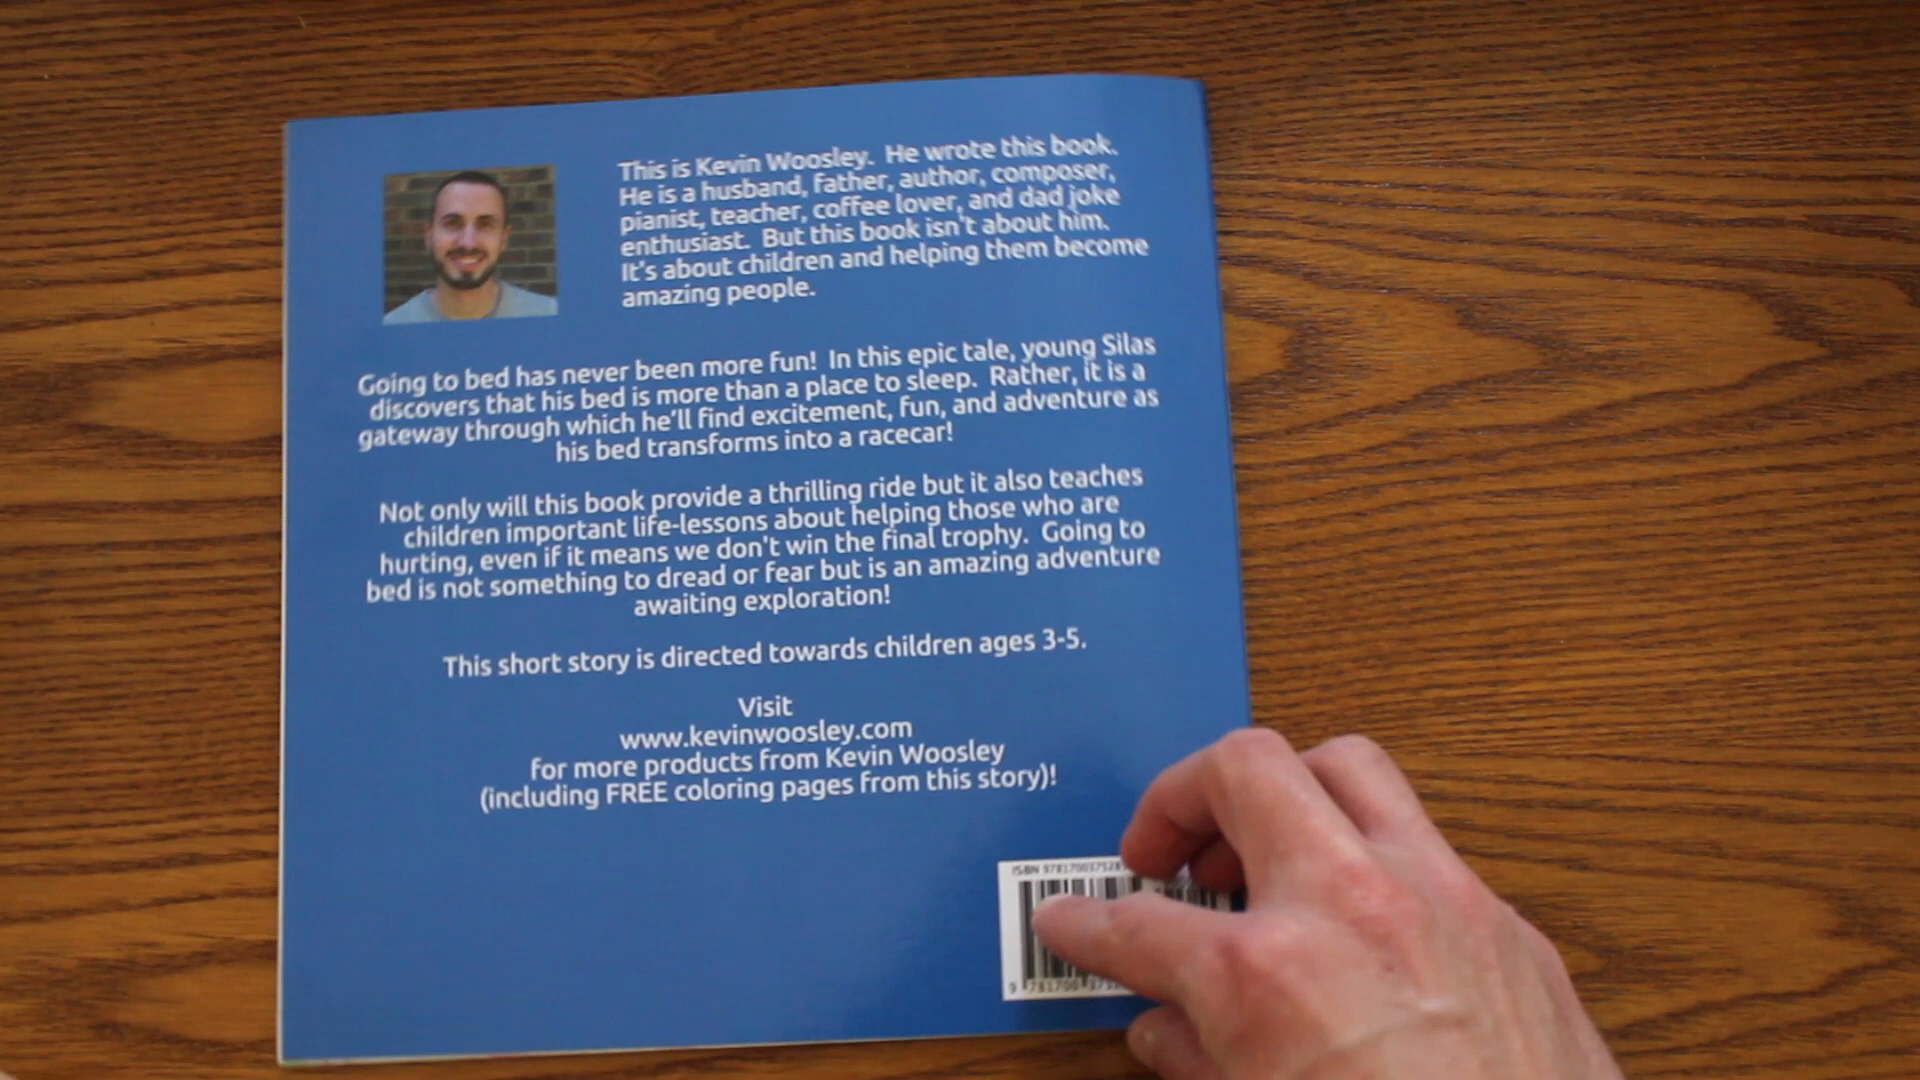 This is Kevin Woosley. He wrote this book.
He is a husband, father, author, composer,
pianist, teacher, coffee lover, and dad joke
enthusiast. But this book isn't about him.
It's about children and helping them become
amazing people.
Going to bed has never been more fun! In this epic tale, young Silas
discovers that his bed is more than a place to sleep. Rather, it is a
gateway through which he'll find excitement, fun, and adventure as
his bed transforms into a racecar!
Not only will this book provide a thrilling ride but it also teaches
children important life-lessons about helping those who are
hurting, even if it means we don't win the final trophy. Going to
bed is not something to dread or fear but is an amazing adventure
awaiting exploration!
This short story is directed towards children ages 3-5.
Visit
www.kevinwoosley.com
for more products from Kevin Woosley
(including FREE coloring pages from this story)!
ISBN
9 781700